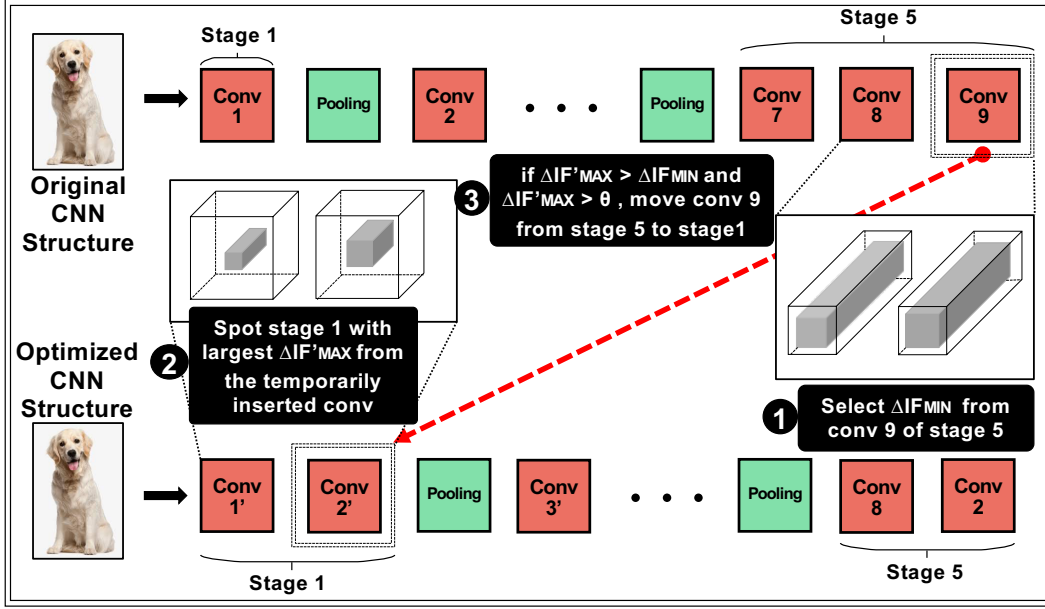 Stage 1
Stage 5
Conv
1
Pooling
Conv
2
Pooling
Conv
7
Conv
8
Conv
9
Original
CNN
Structure
3
if ΔIF'MAX > ΔIFMIN and
ΔIF'MAX > θ , move conv 9
from stage 5 to stage1
2
Spot stage 1 with
largest ΔIF'MAX from
the temporarily
inserted conv
Optimized
CNN
Structure
1
Select ΔIFMIN from
conv 9 of stage 5
Conv
1'
Conv
2'
Pooling
Conv
3'
Pooling
Conv
8
Conv
2
Stage 1
Stage 5